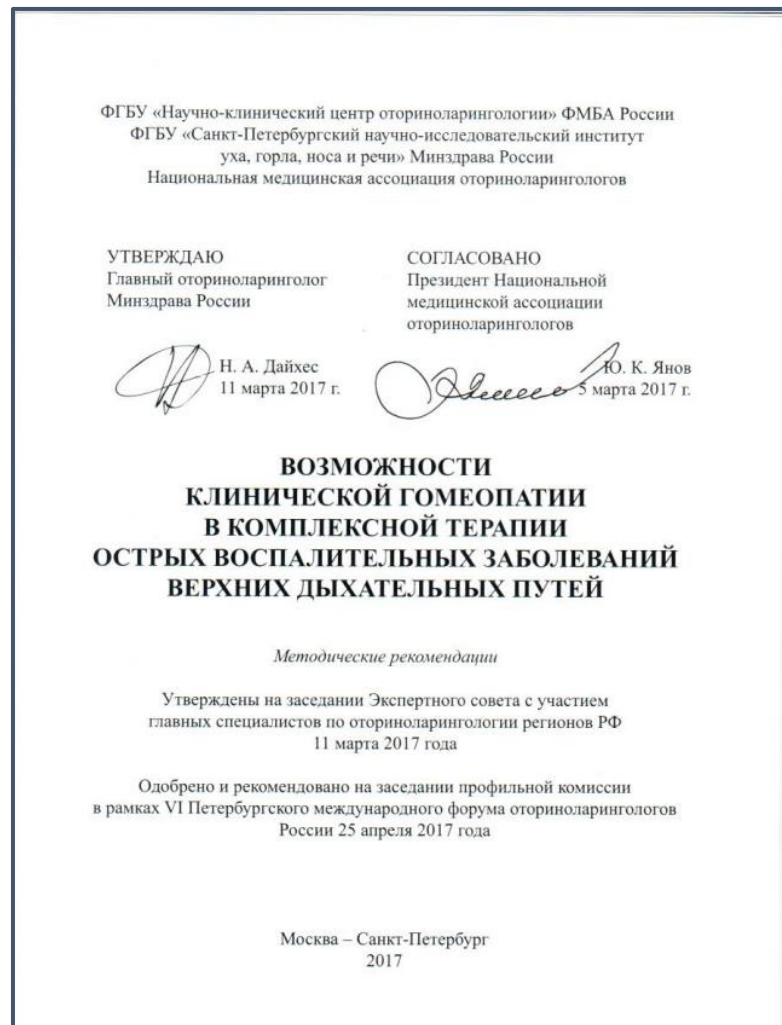 ФГБУ «Научно-клинический центр оториноларингологии» ФМБА России
ФГБУ «Санкт-Петербургский научно-исследовательский институт
уха, горла, носа и речи» Минздрава России
Национальная медицинская ассоциация оториноларингологов
УТВЕРЖДАЮ
Главный оториноларинголог
Минздрава России
Н. А. Дайхес
11 марта 2017 г.
СОГЛАСОВАНО
Президент Национальной
медицинской ассоциации
оториноларингологов
Ю. К. Янов
5 марта 2017 г.
ВОЗМОЖНОСТИ
КЛИНИЧЕСКОЙ ГОМЕОПАТИИ
В КОМПЛЕКСНОЙ ТЕРАПИИ
ОСТРЫХ ВОСПАЛИТЕЛЬНЫХ ЗАБОЛЕВАНИЙ
ВЕРХНИХ ДЫХАТЕЛЬНЫХ ПУТЕЙ
Методические рекомендации
Утверждены на заседании Экспертного совета с участием
главных специалистов по оториноларингологии регионов РФ
11 марта 2017 года
Одобрено и рекомендовано на заседании профильной комиссии
в рамках VI Петербургского международного форума оториноларингологов
России 25 апреля 2017 года
Москва – Санкт-Петербург
2017